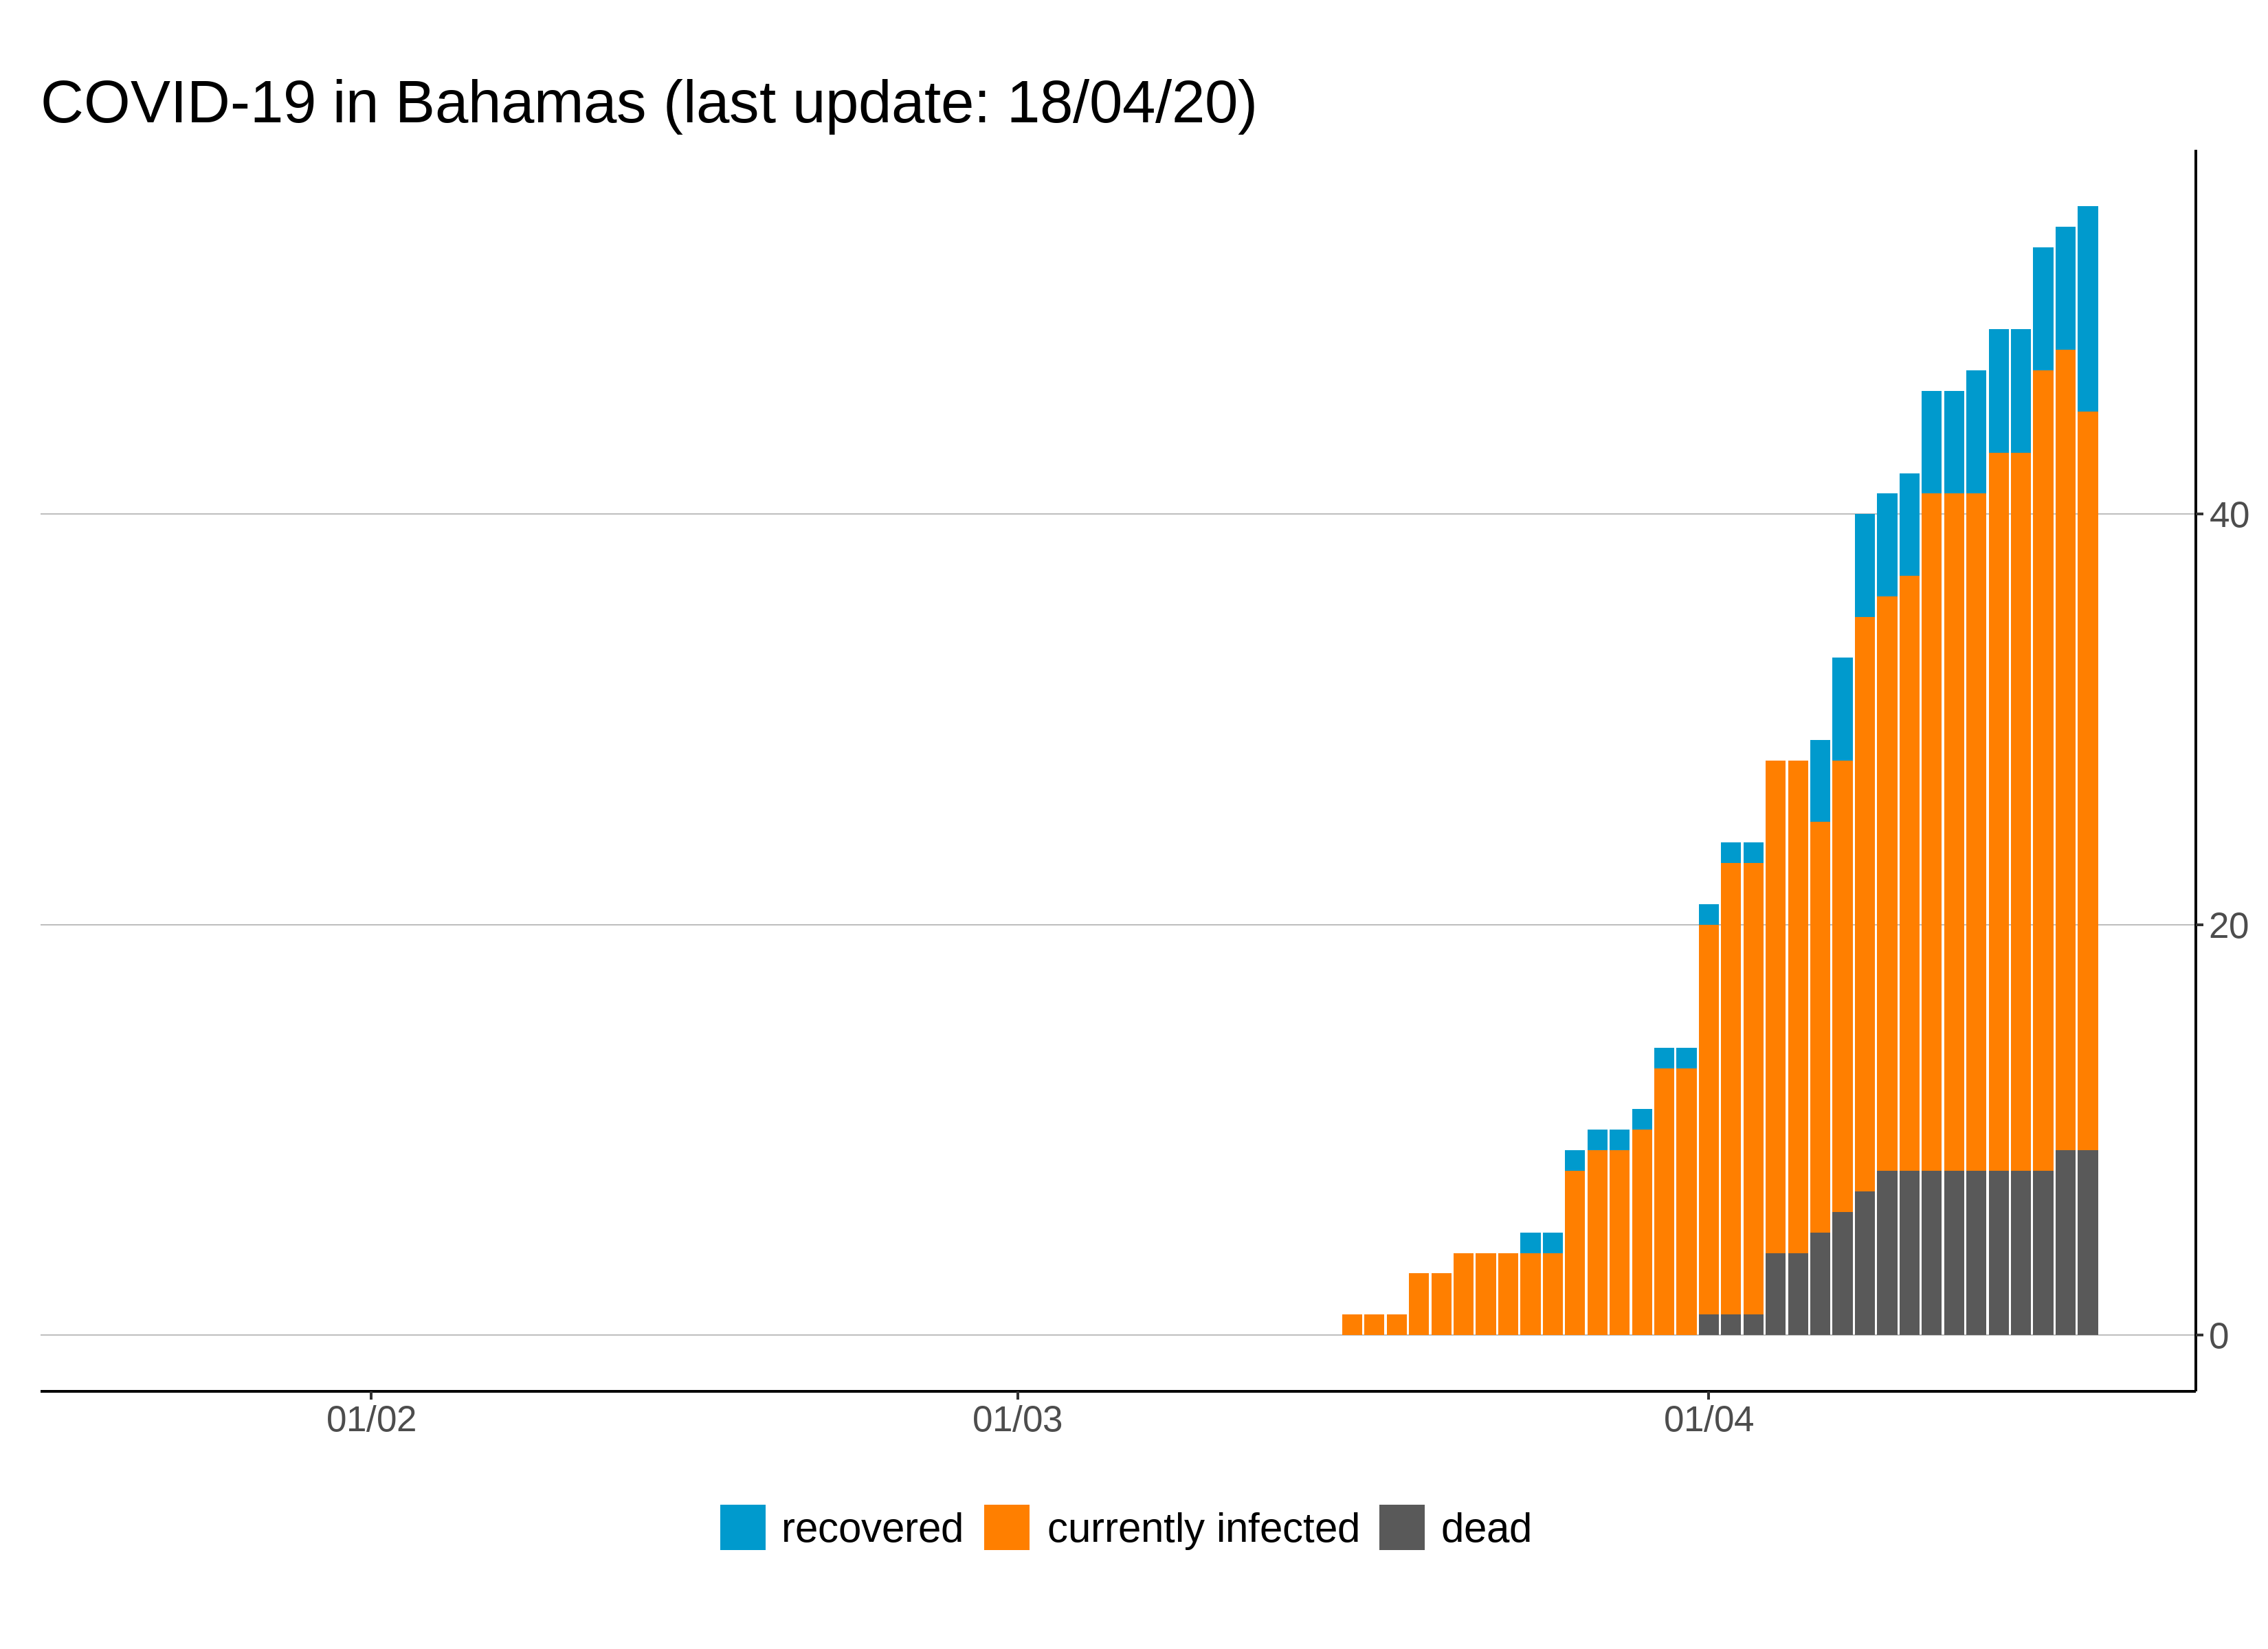 COVID-19 in Bahamas (last update: 18/04/20)
40
20
0
01/02 01/03 01/04
recovered currently infected dead